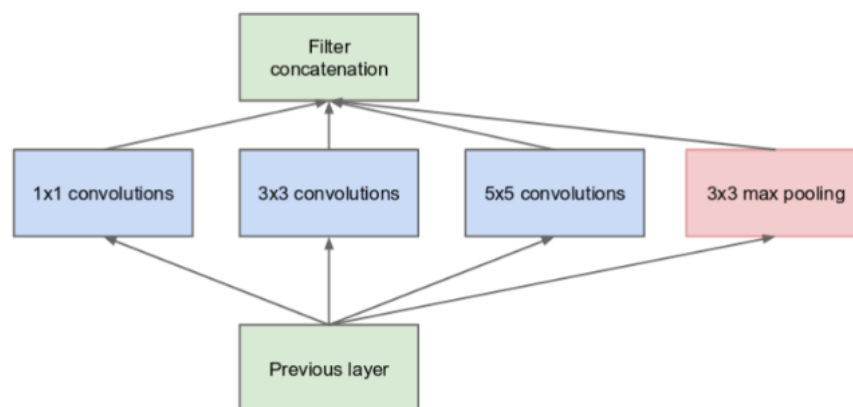 Filter
concatenation
1x1 convolutions
3x3 convolutions
5x5 convolutions
3x3 max pooling
Previous layer